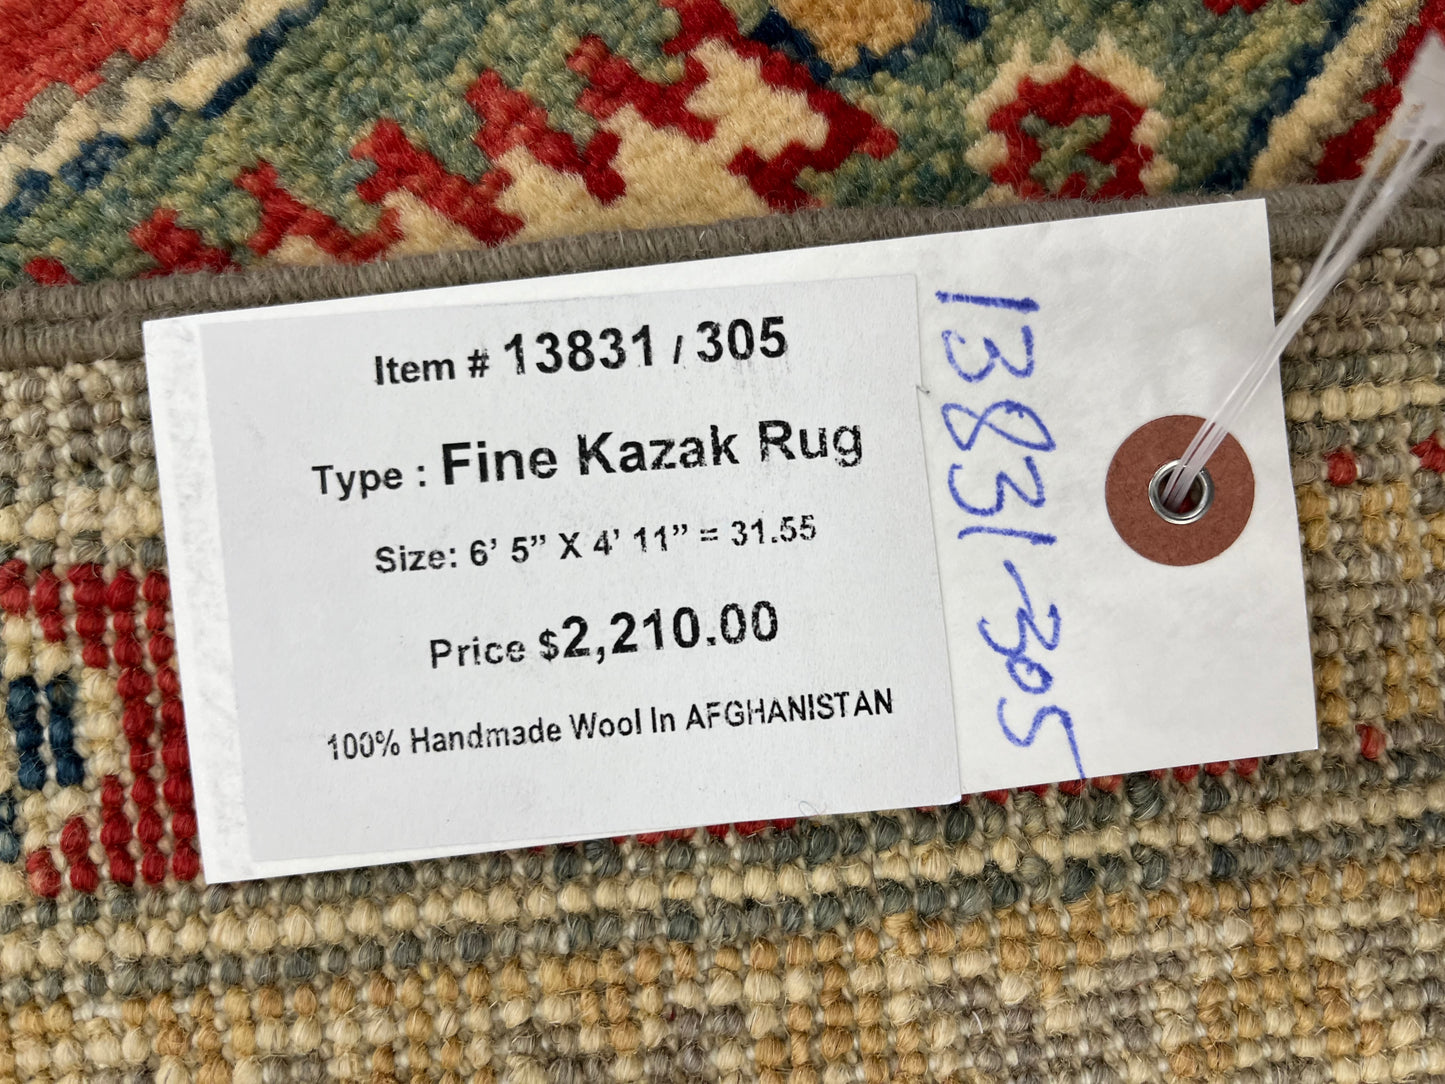 Item # 13831 / 305
Type : Fine Kazak Rug
Size: 6’ 5” X 4’ 11” = 31.55
Price $2,210.00
100% Handmade Wool In AFGHANISTAN
13831-305